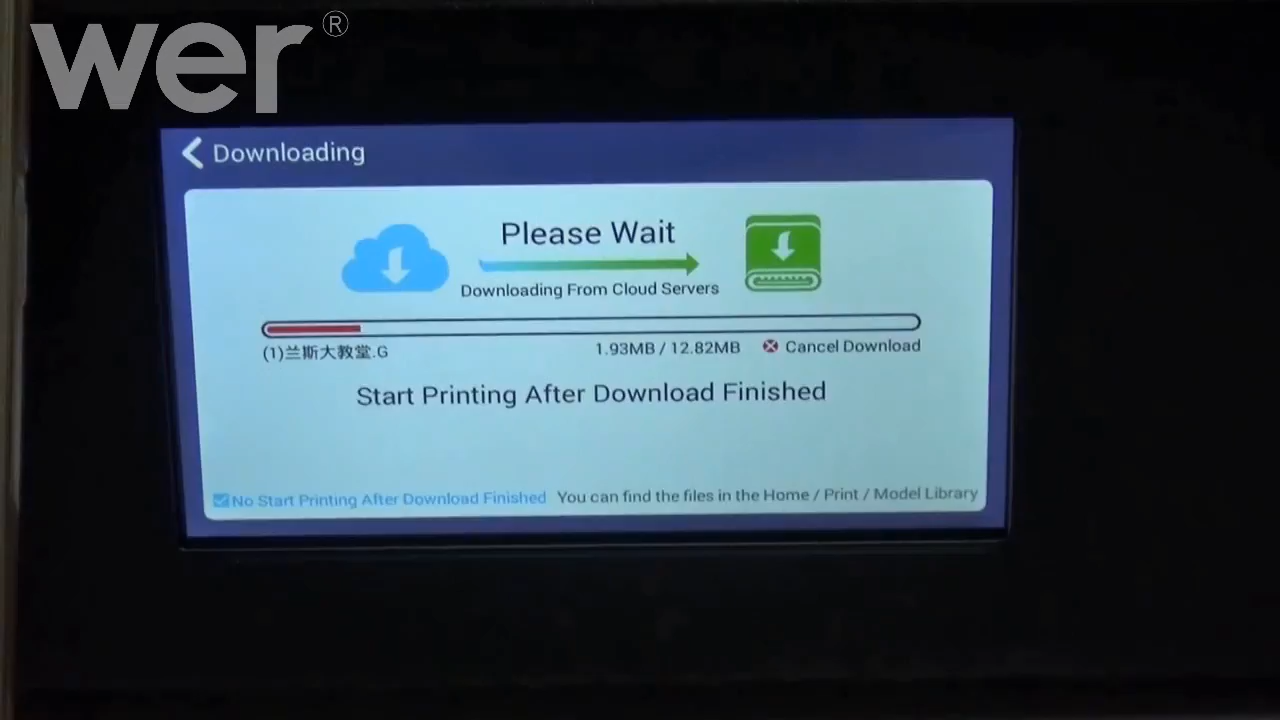 wer®
Downloading
Please Wait
Downloading From Cloud Servers
(1)兰斯大教堂.G
1.93MB / 12.82MB
Cancel Download
Start Printing After Download Finished
No Start Printing After Download Finished
You can find the files in the Home / Print / Model Library